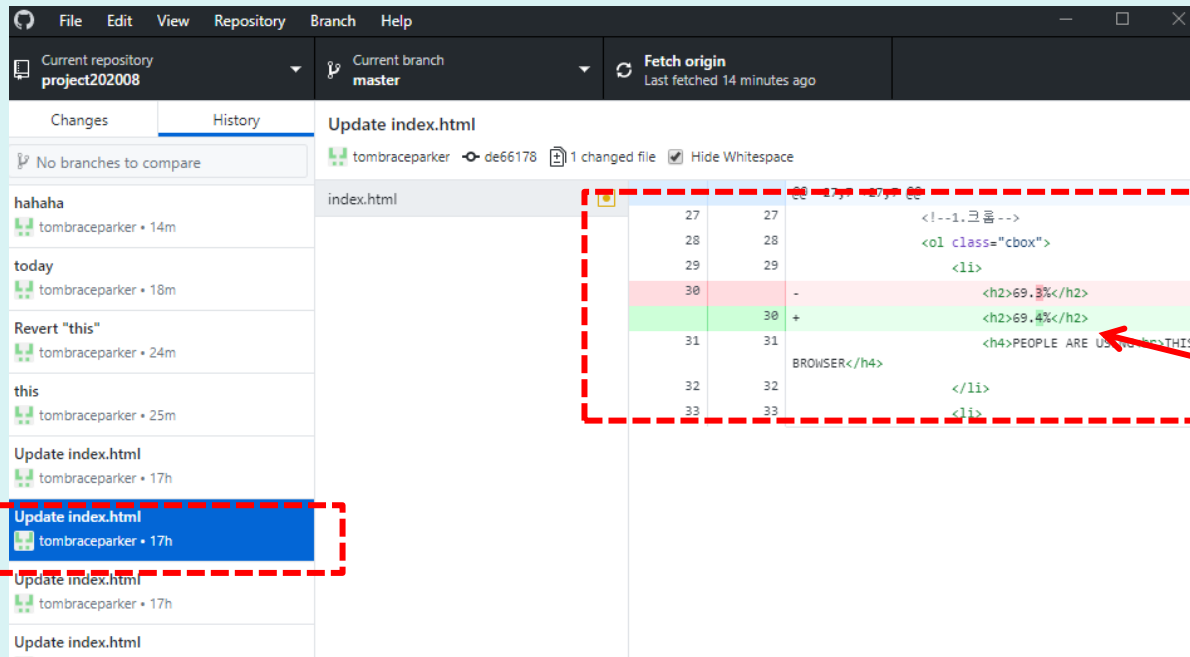 File Edit View Repository Branch Help
Current repository
project202008
Current branch
master
Fetch origin
Last fetched 14 minutes ago
Changes History
No branches to compare
hahaha
tombraceparker • 14m
today
tombraceparker • 18m
Revert "this"
tombraceparker • 24m
this
tombraceparker • 25m
Update index.html
tombraceparker • 17h
Update index.html
tombraceparker • 17h
Update index.html
tombraceparker • 17h
Update index.html
Update index.html
tombraceparker de66178 1 changed file Hide Whitespace
index.html
27 27 <!--1.크롬-->
28 28 <ol class="cbox">
29 29 <li>
30 - <h2>69.3%</h2>
30 + <h2>69.4%</h2>
31 31 <h4>PEOPLE ARE
BROWSER</h4>
32 32 </li>
33 33 <li>